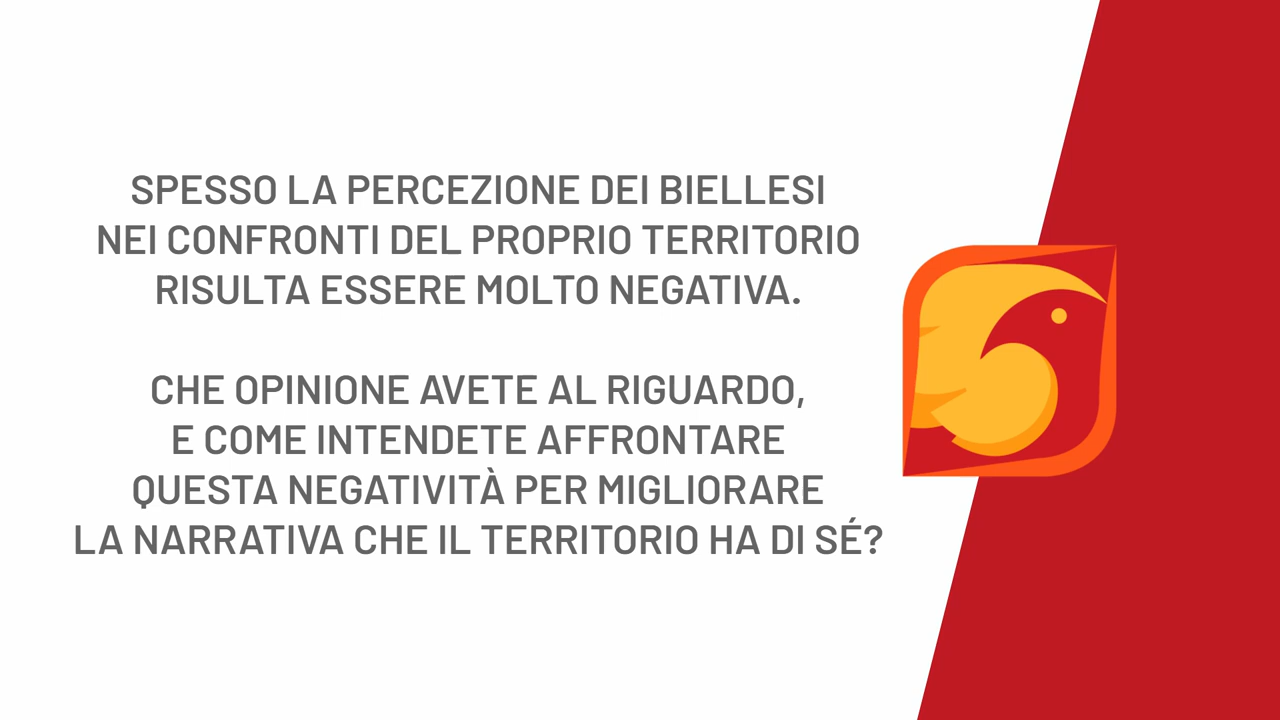 SPESSO LA PERCEZIONE DEI BIELLESI
NEI CONFRONTI DEL PROPRIO TERRITORIO
RISULTA ESSERE MOLTO NEGATIVA.
CHE OPINIONE AVETE AL RIGUARDO,
E COME INTENDETE AFFRONTARE
QUESTA NEGATIVITÀ PER MIGLIORARE
LA NARRATIVA CHE IL TERRITORIO HA DI SÉ?